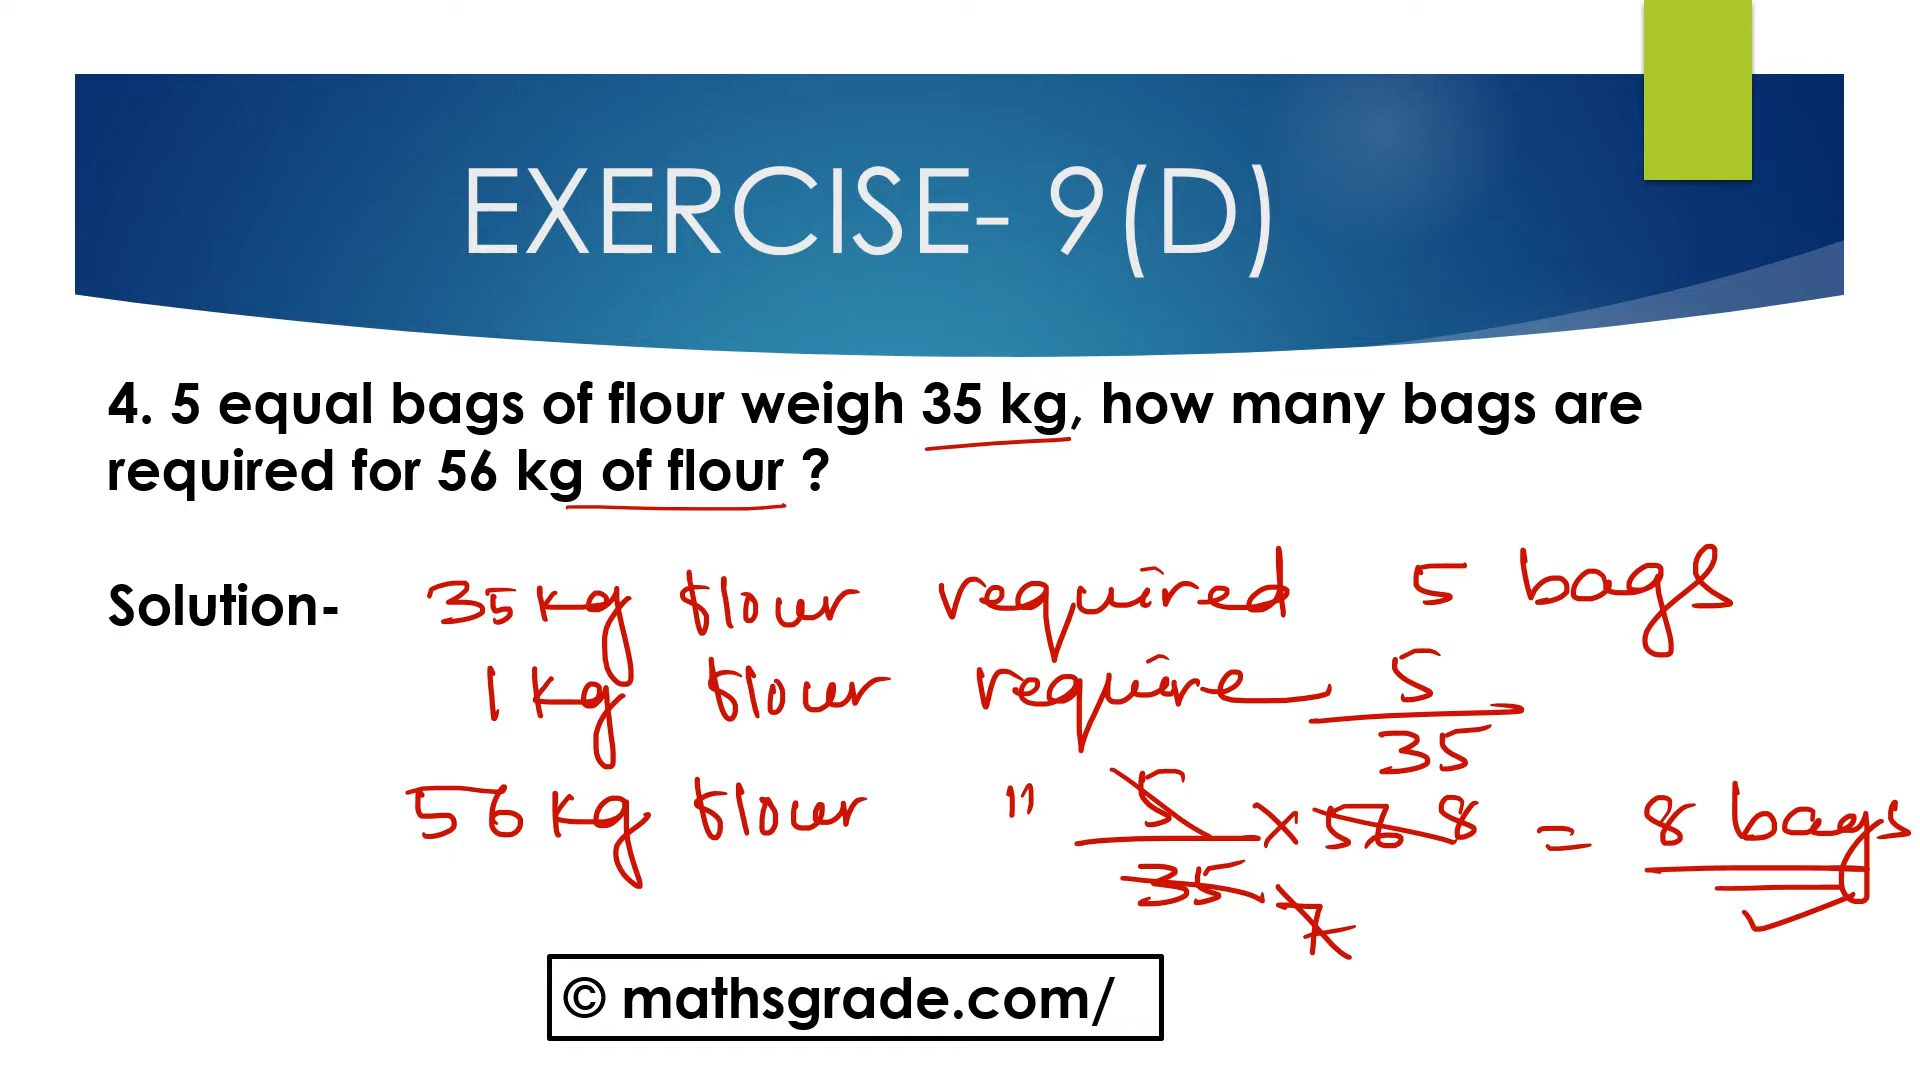 EXERCISE- 9(D)
4. 5 equal bags of flour weigh 35 kg, how many bags are
required for 56 kg of flour ?
Solution- 35 kg flour required 5 bags
1 kg flour require 5/35
56 kg flour " 5/35 7 × 56 8 = 8 bags
© mathsgrade.com/